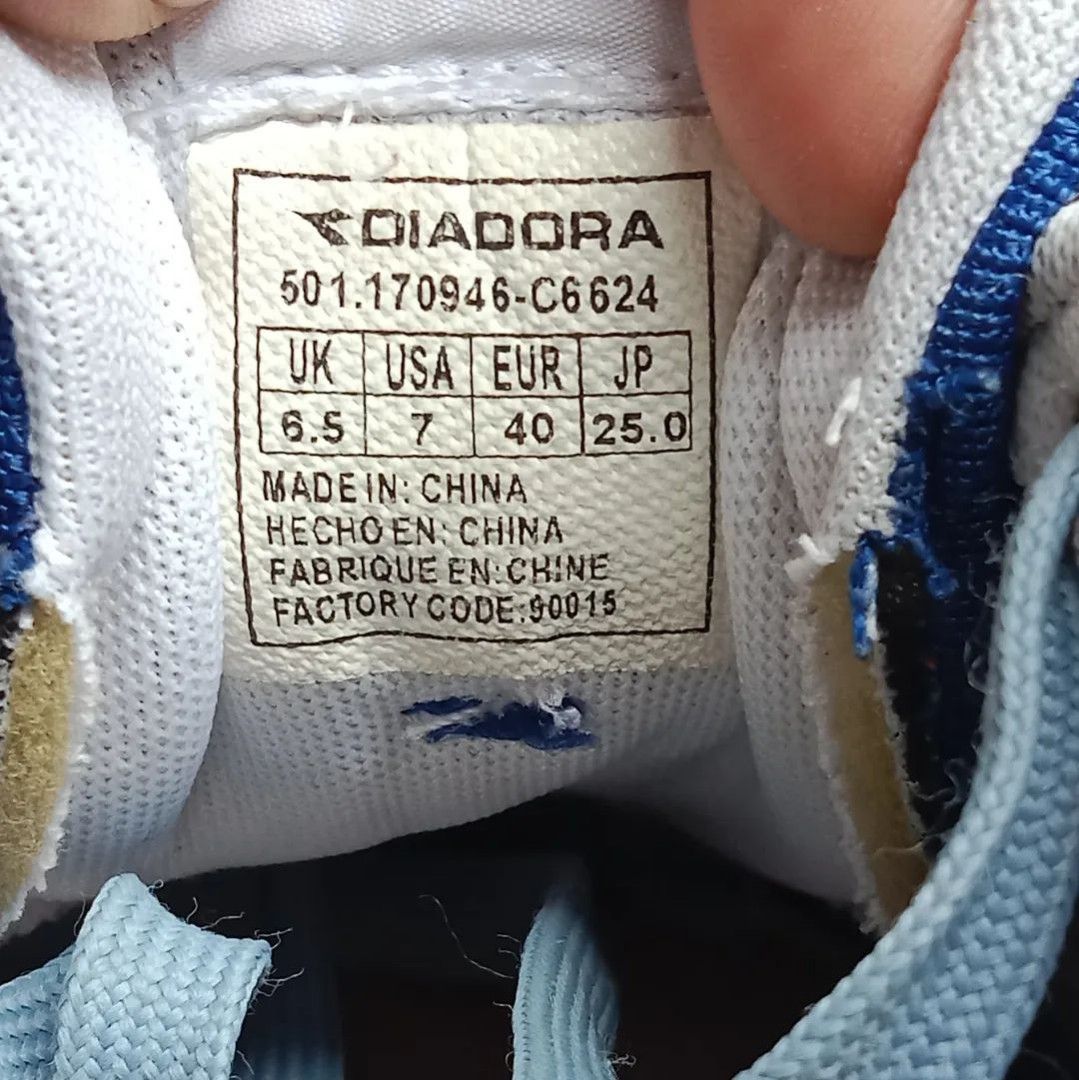 DIADORA
501.170946-C6624
UK USA EUR JP
6.5 7 40 25.0
MADE IN: CHINA
HECHO EN: CHINA
FABRIQUE EN: CHINE
FACTORY CODE: 90015